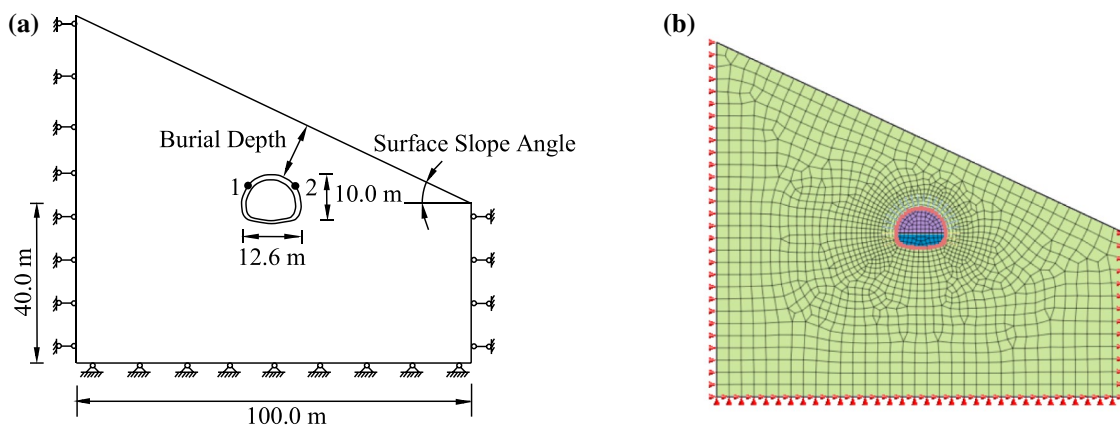 (a)
Burial Depth
Surface Slope Angle
1
2
10.0 m
12.6 m
40.0 m
100.0 m
(b)